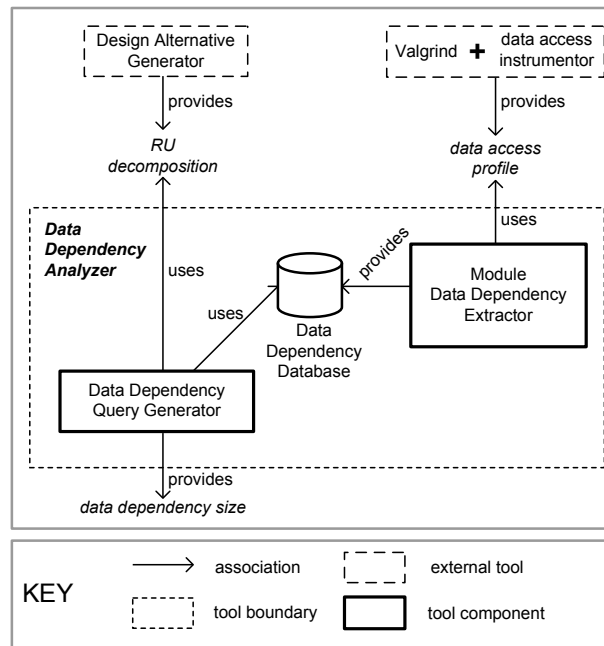 Design Alternative
Generator
Valgrind + data access
instrumentor
provides
provides
RU
decomposition
data access
profile
Data
Dependency
Analyzer
uses
uses
provides
Module
Data Dependency
Extractor
uses
Data
Dependency
Database
Data Dependency
Query Generator
provides
data dependency size
KEY
association
external tool
tool boundary
tool component